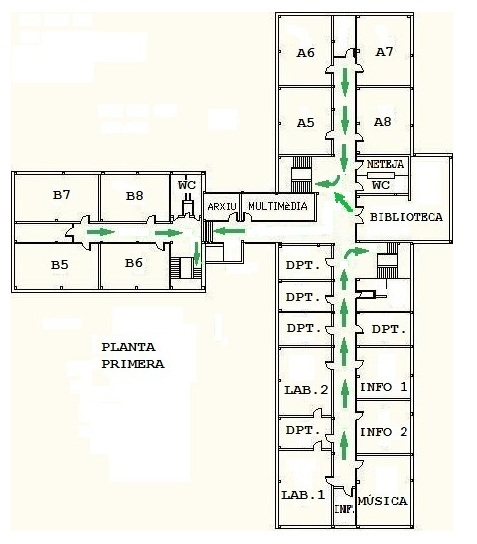 A6
A7
A5
A8
NETEJA
WC
B7
B8
WC
ARXIU
MULTIMèDIA
BIBLIOTECA
B5
B6
DPT.
DPT.
DPT.
DPT.
PLANTA
PRIMERA
LAB.2
INFO 1
DPT.
INFO 2
LAB.1
INF.
MÚSICA